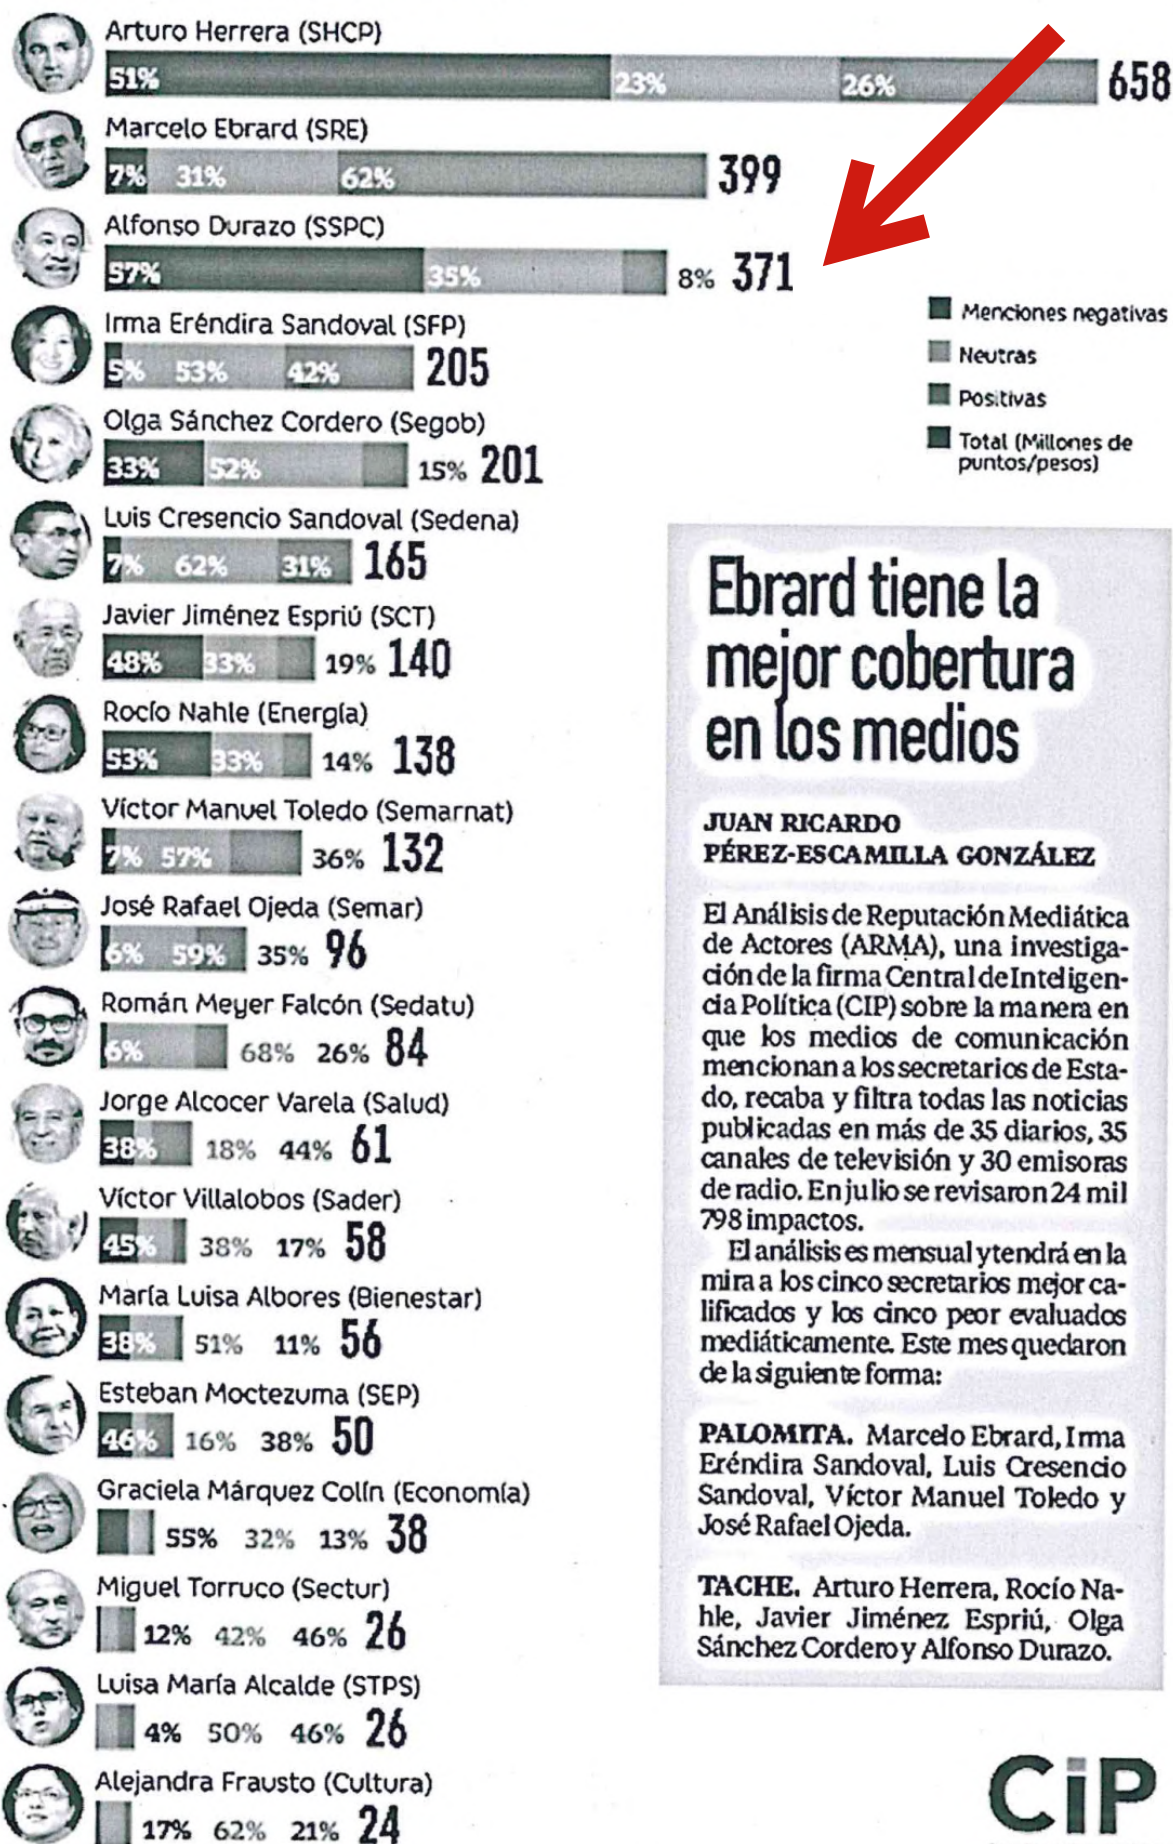 Arturo Herrera (SHCP)
51% 23% 26% 658
Marcelo Ebrard (SRE)
7% 31% 62% 399
Alfonso Durazo (SSPC)
57% 35% 8% 371
Irma Eréndira Sandoval (SFP)
5% 53% 42% 205
Olga Sánchez Cordero (Segob)
33% 52% 15% 201
Luis Cresencio Sandoval (Sedena)
7% 62% 31% 165
Javier Jiménez Espriú (SCT)
48% 33% 19% 140
Rocío Nahle (Energía)
53% 33% 14% 138
Víctor Manuel Toledo (Semarnat)
7% 57% 36% 132
José Rafael Ojeda (Semar)
6% 59% 35% 96
Román Meyer Falcón (Sedatu)
6% 68% 26% 84
Jorge Alcocer Varela (Salud)
38% 18% 44% 61
Víctor Villalobos (Sader)
45% 38% 17% 58
María Luisa Albores (Bienestar)
38% 51% 11% 56
Esteban Moctezuma (SEP)
46% 16% 38% 50
Graciela Márquez Colín (Economía)
55% 32% 13% 38
Miguel Torruco (Sectur)
12% 42% 46% 26
Luisa María Alcalde (STPS)
4% 50% 46% 26
Alejandra Frausto (Cultura)
17% 62% 21% 24
Menciones negativas
Neutras
Positivas
Total (Millones de
puntos/pesos)
Ebrard tiene la
mejor cobertura
en los medios
JUAN RICARDO
PÉREZ-ESCAMILLA GONZÁLEZ
El Análisis de Reputación Mediática
de Actores (ARMA), una investiga-
ción de la firma Central de Inteligen-
cia Política (CIP) sobre la manera en
que los medios de comunicación
mencionan a los secretarios de Esta-
do, recaba y filtra todas las noticias
publicadas en más de 35 diarios, 35
canales de televisión y 30 emisoras
de radio. En julio se revisaron 24 mil
798 impactos.
El análisis es mensual y tendrá en la
mira a los cinco secretarios mejor ca-
lificados y los cinco peor evaluados
mediáticamente. Este mes quedaron
de la siguiente forma:
PALOMITA. Marcelo Ebrard, Irma
Eréndira Sandoval, Luis Cresencio
Sandoval, Víctor Manuel Toledo y
José Rafael Ojeda.
TACHE. Arturo Herrera, Rocío Na-
hle, Javier Jiménez Espriú, Olga
Sánchez Cordero y Alfonso Durazo.
CiP